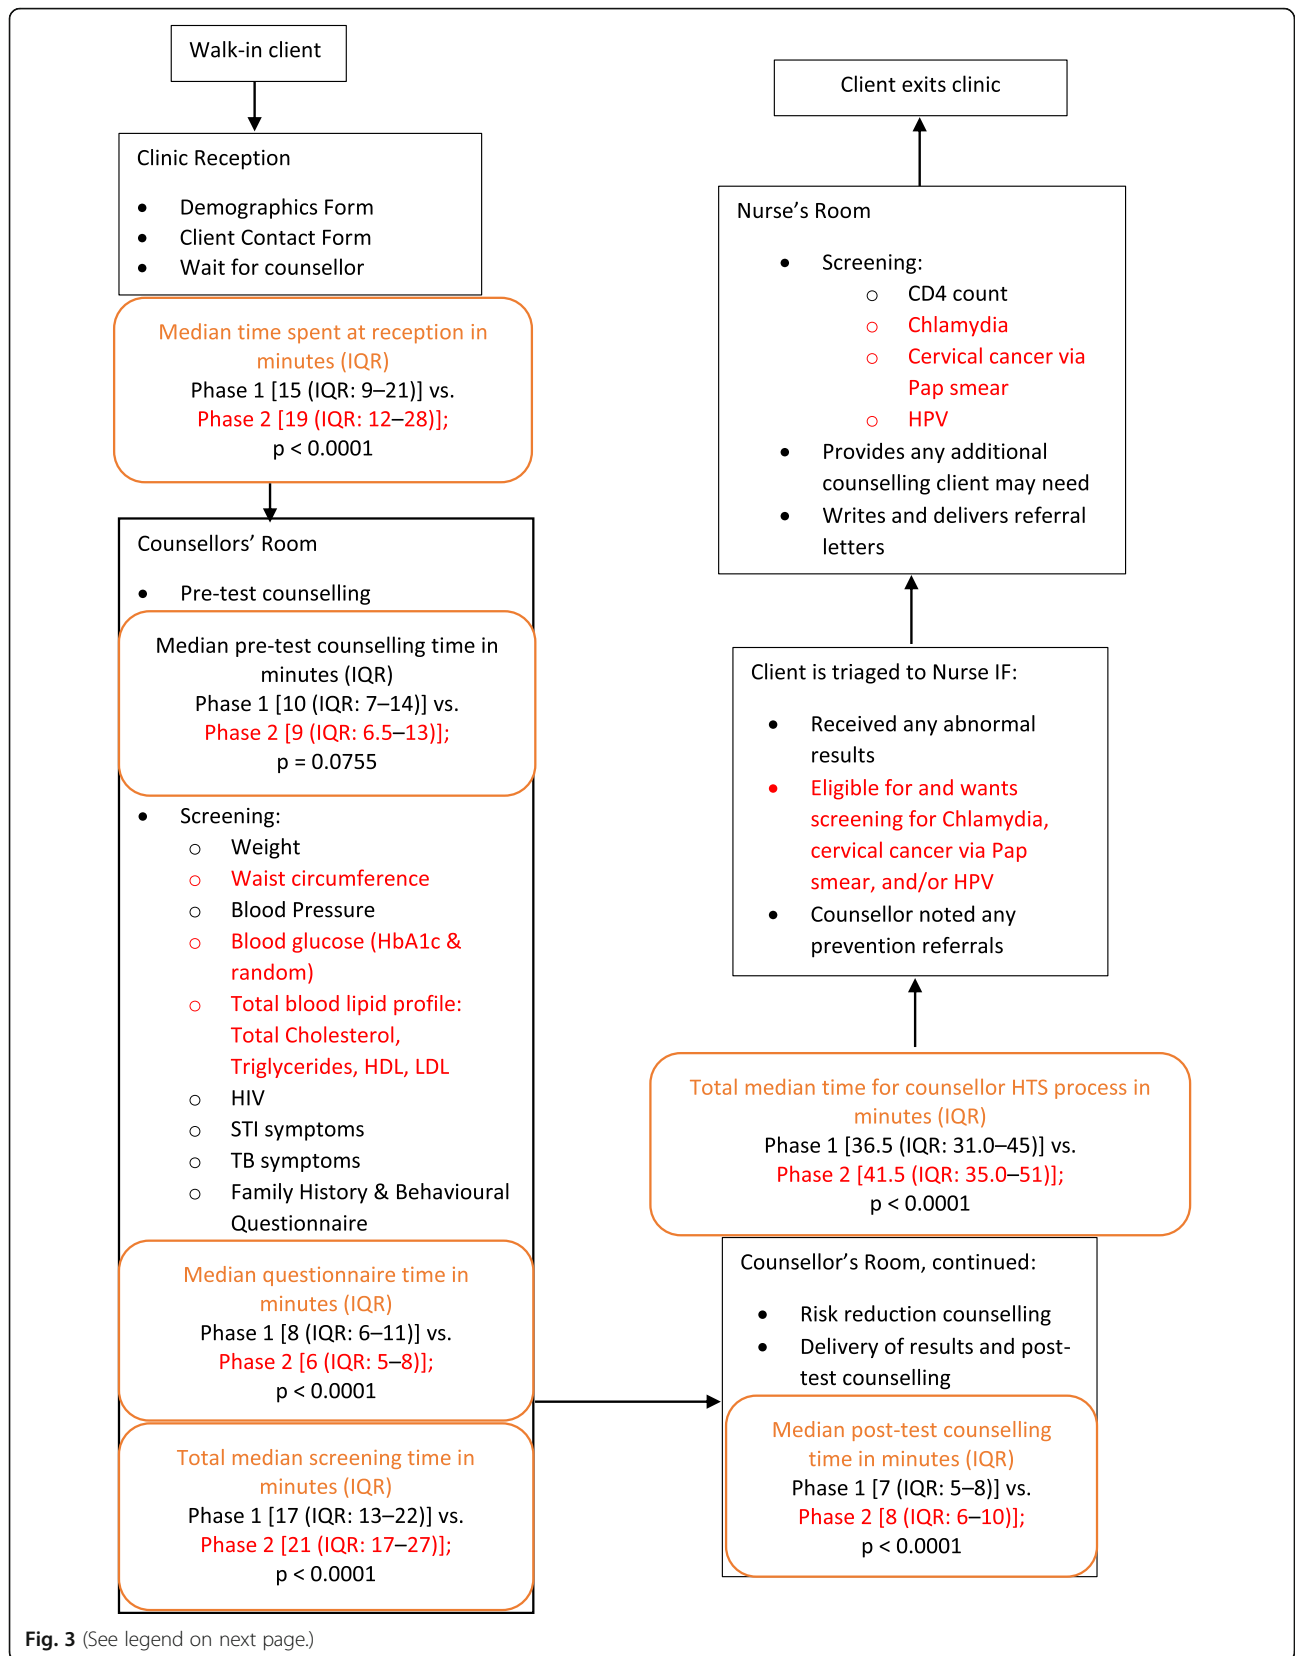 Walk-in client
Clinic Reception
● Demographics Form
● Client Contact Form
● Wait for counsellor
Median time spent at reception in
minutes (IQR)
Phase 1 [15 (IQR: 9–21)] vs.
Phase 2 [19 (IQR: 12–28)];
p < 0.0001
Counsellors’ Room
● Pre-test counselling
Median pre-test counselling time in
minutes (IQR)
Phase 1 [10 (IQR: 7–14)] vs.
Phase 2 [9 (IQR: 6.5–13)];
p = 0.0755
● Screening:
○ Weight
○ Waist circumference
○ Blood Pressure
○ Blood glucose (HbA1c &
random)
○ Total blood lipid profile:
Total Cholesterol,
Triglycerides, HDL, LDL
○ HIV
○ STI symptoms
○ TB symptoms
○ Family History & Behavioural
Questionnaire
Median questionnaire time in
minutes (IQR)
Phase 1 [8 (IQR: 6–11)] vs.
Phase 2 [6 (IQR: 5–8)];
p < 0.0001
Total median screening time in
minutes (IQR)
Phase 1 [17 (IQR: 13–22)] vs.
Phase 2 [21 (IQR: 17–27)];
p < 0.0001
Counsellor’s Room, continued:
● Risk reduction counselling
● Delivery of results and post-
test counselling
Median post-test counselling
time in minutes (IQR)
Phase 1 [7 (IQR: 5–8)] vs.
Phase 2 [8 (IQR: 6–10)];
p < 0.0001
Total median time for counsellor HTS process in
minutes (IQR)
Phase 1 [36.5 (IQR: 31.0–45)] vs.
Phase 2 [41.5 (IQR: 35.0–51)];
p < 0.0001
Client is triaged to Nurse IF:
● Received any abnormal
results
● Eligible for and wants
screening for Chlamydia,
cervical cancer via Pap
smear, and/or HPV
● Counsellor noted any
prevention referrals
Nurse’s Room
● Screening:
○ CD4 count
○ Chlamydia
○ Cervical cancer via
Pap smear
○ HPV
● Provides any additional
counselling client may need
● Writes and delivers referral
letters
Client exits clinic
Fig. 3 (See legend on next page.)